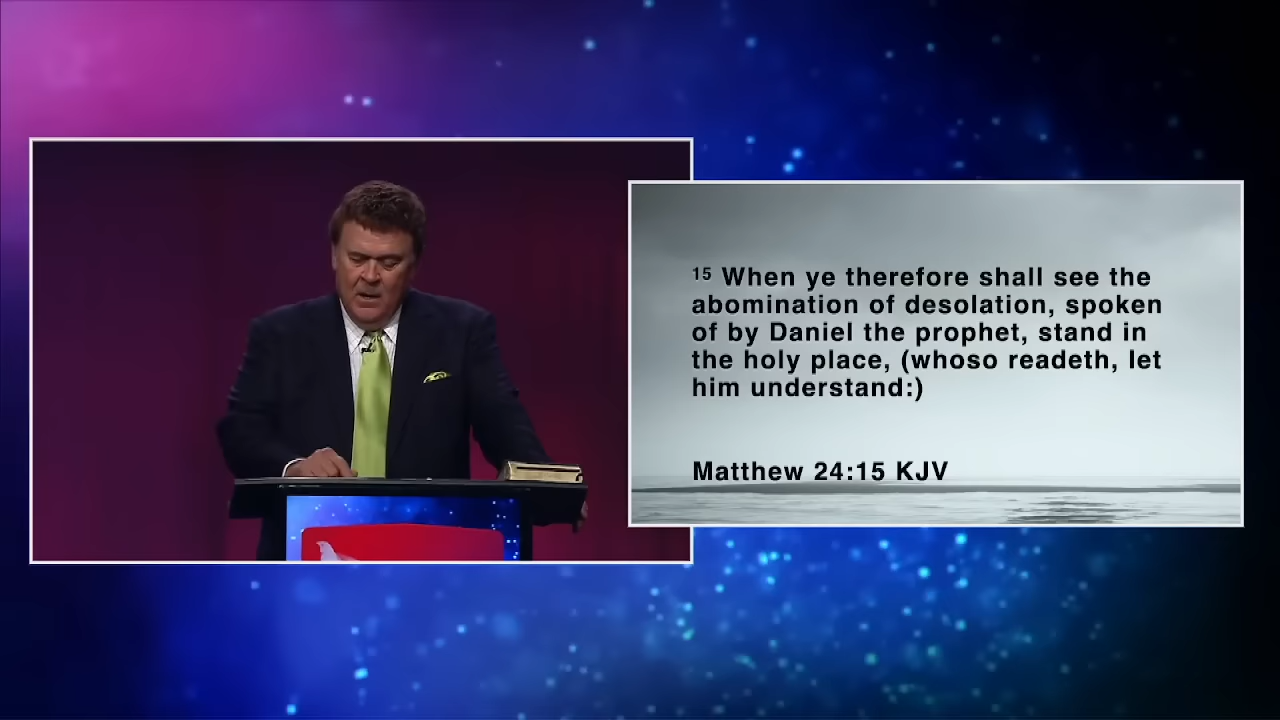 15 When ye therefore shall see the
abomination of desolation, spoken
of by Daniel the prophet, stand in
the holy place, (whoso readeth, let
him understand:)
Matthew 24:15 KJV